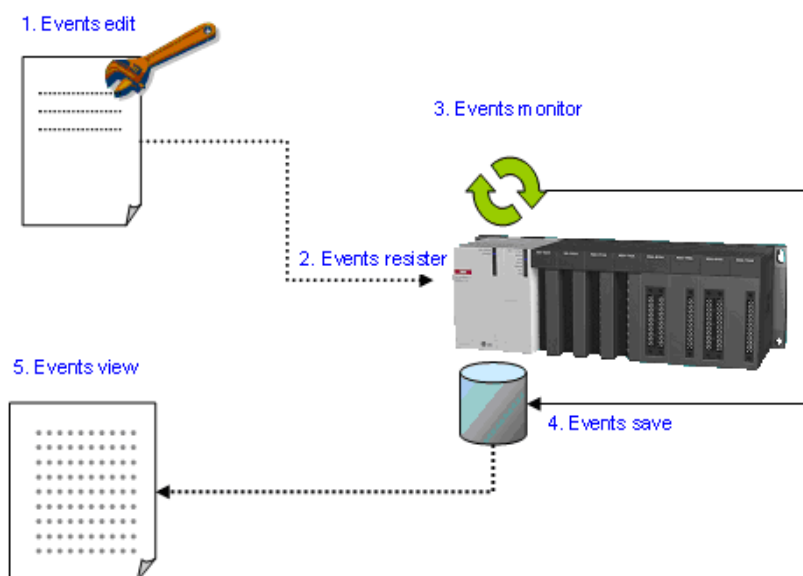 1. Events edit
3. Events monitor
2. Events resister
5. Events view
4. Events save